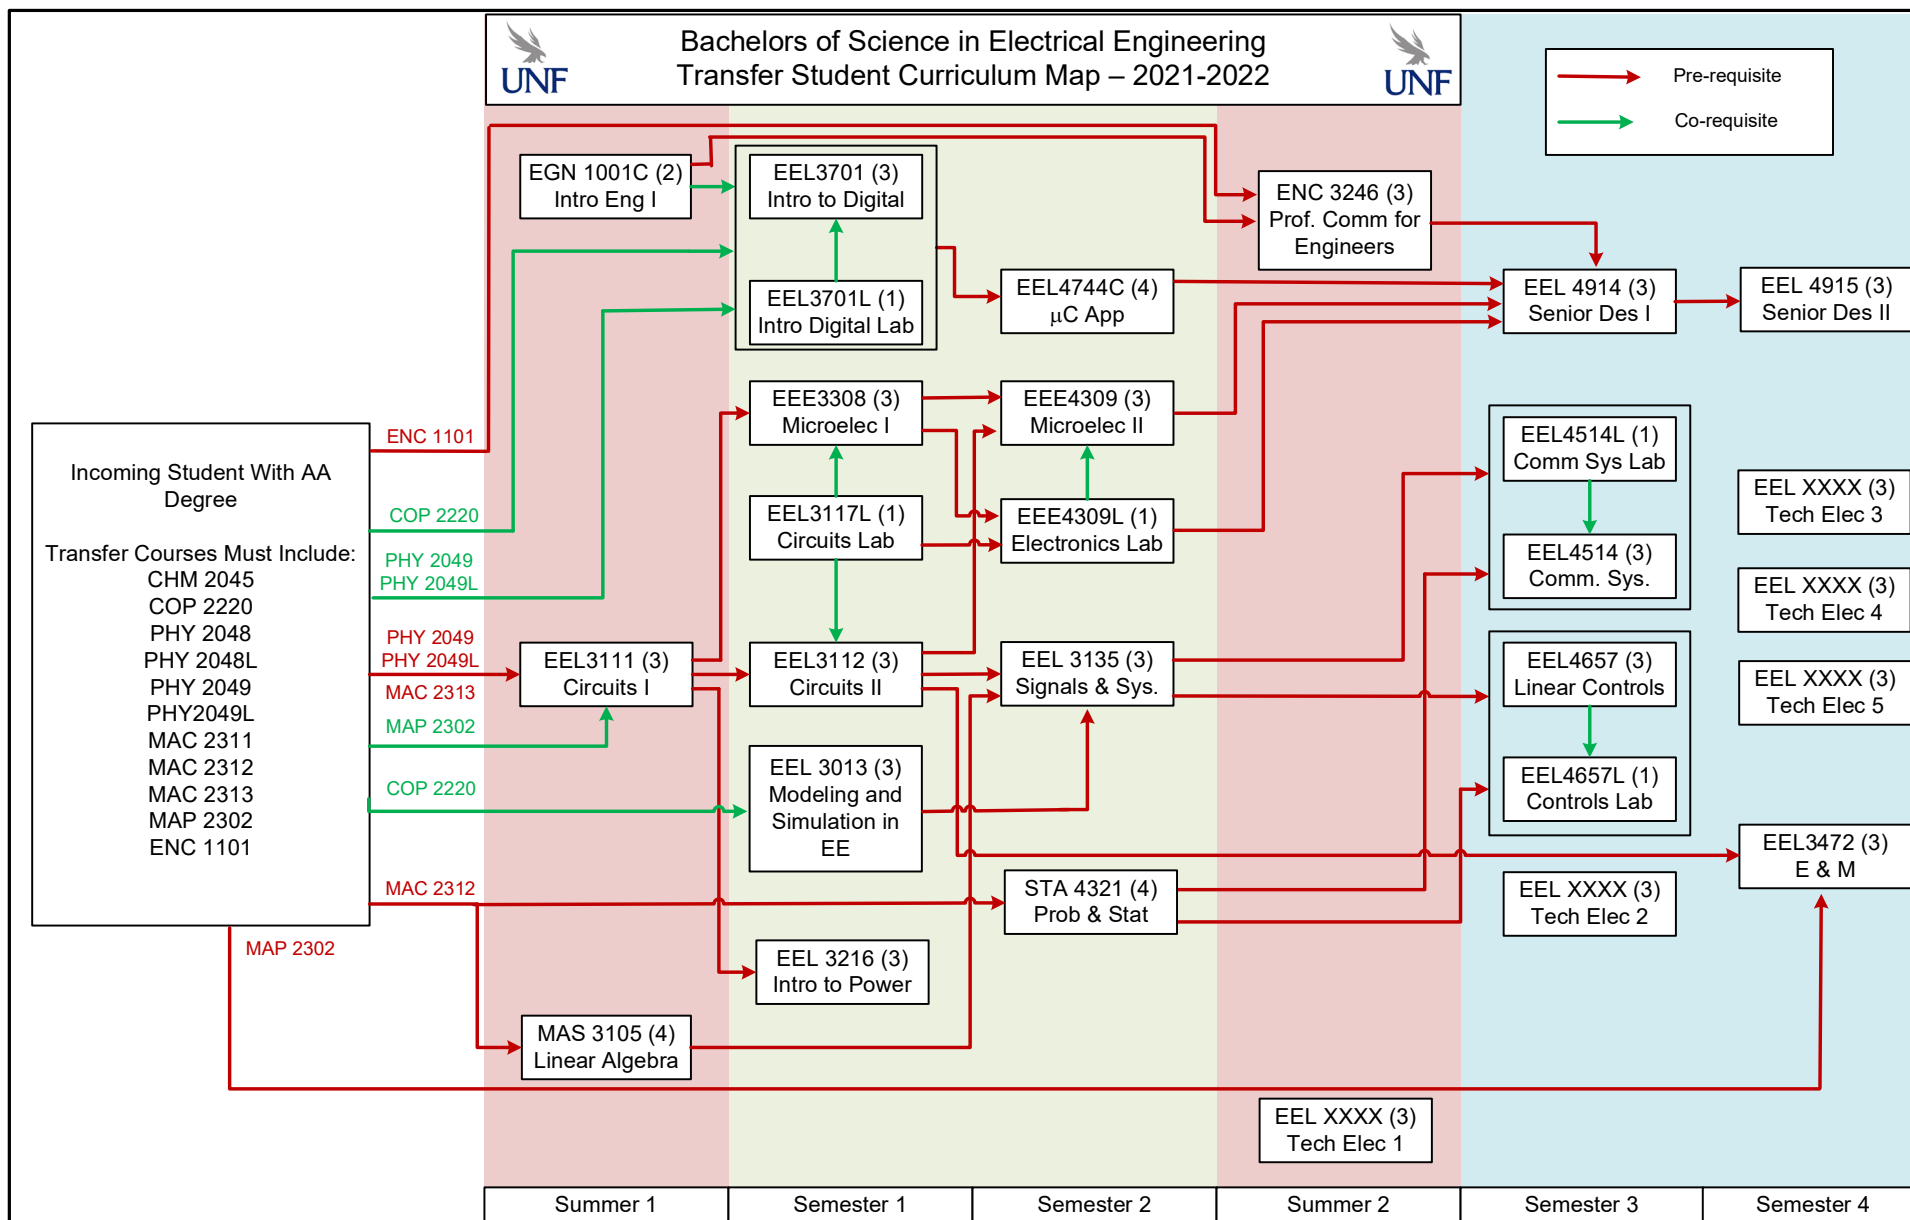 UNF
Bachelors of Science in Electrical Engineering
Transfer Student Curriculum Map – 2021-2022
UNF
Pre-requisite
Co-requisite
Incoming Student With AA
Degree
Transfer Courses Must Include:
CHM 2045
COP 2220
PHY 2048
PHY 2048L
PHY 2049
PHY2049L
MAC 2311
MAC 2312
MAC 2313
MAP 2302
ENC 1101
ENC 1101
COP 2220
PHY 2049
PHY 2049L
PHY 2049
PHY 2049L
MAC 2313
MAP 2302
COP 2220
MAC 2312
MAP 2302
EGN 1001C (2)
Intro Eng I
EEL3111 (3)
Circuits I
MAS 3105 (4)
Linear Algebra
EEL3701 (3)
Intro to Digital
EEL3701L (1)
Intro Digital Lab
EEE3308 (3)
Microelec I
EEL3117L (1)
Circuits Lab
EEL3112 (3)
Circuits II
EEL 3013 (3)
Modeling and
Simulation in
EE
EEL 3216 (3)
Intro to Power
EEL4744C (4)
μC App
EEE4309 (3)
Microelec II
EEE4309L (1)
Electronics Lab
EEL 3135 (3)
Signals & Sys.
STA 4321 (4)
Prob & Stat
ENC 3246 (3)
Prof. Comm for
Engineers
EEL XXXX (3)
Tech Elec 1
EEL 4914 (3)
Senior Des I
EEL4514L (1)
Comm Sys Lab
EEL4514 (3)
Comm. Sys.
EEL4657 (3)
Linear Controls
EEL4657L (1)
Controls Lab
EEL XXXX (3)
Tech Elec 2
EEL 4915 (3)
Senior Des II
EEL XXXX (3)
Tech Elec 3
EEL XXXX (3)
Tech Elec 4
EEL XXXX (3)
Tech Elec 5
EEL3472 (3)
E & M
Summer 1
Semester 1
Semester 2
Summer 2
Semester 3
Semester 4